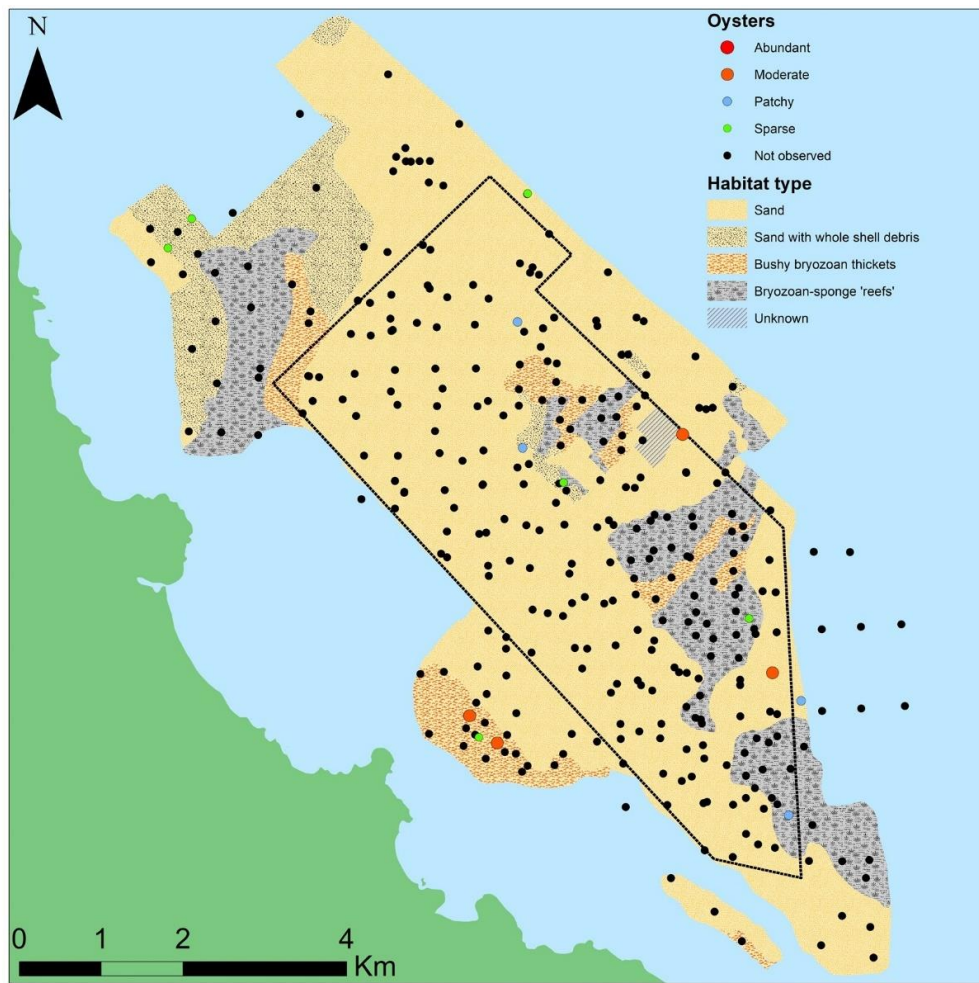 N
Oysters
Abundant
Moderate
Patchy
Sparse
Not observed
Habitat type
Sand
Sand with whole shell debris
Bushy bryozoan thickets
Bryozoan-sponge 'reefs'
Unknown
0 1 2 4
Km